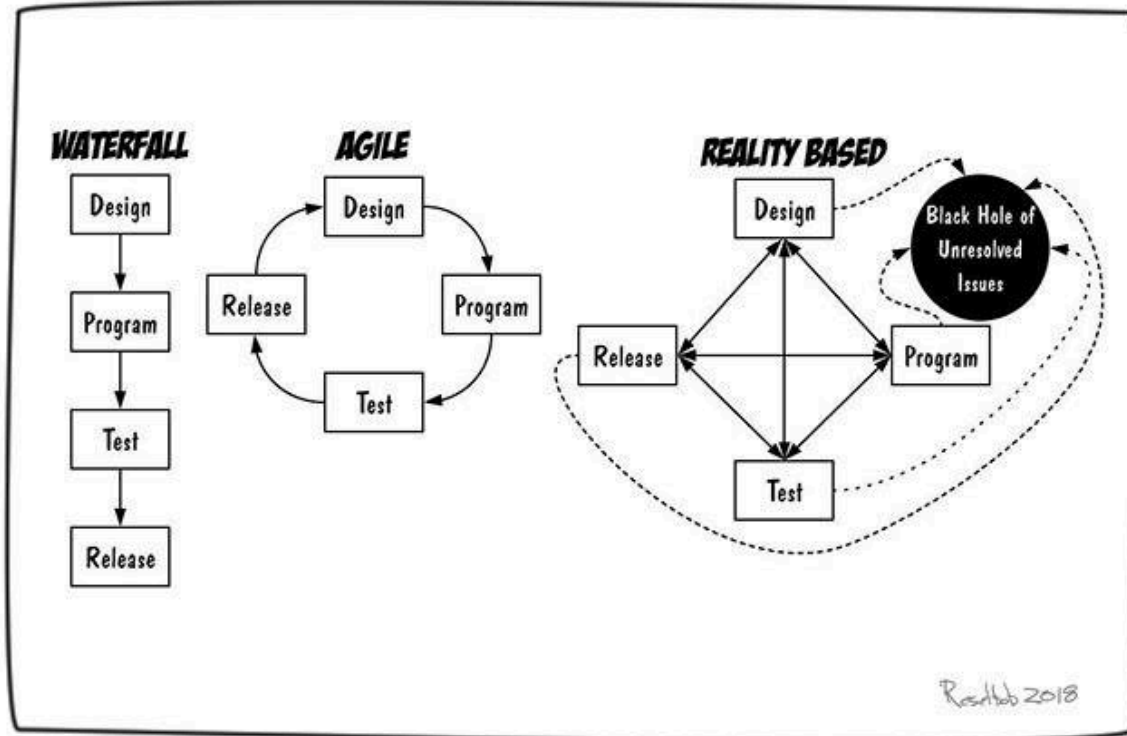 WATERFALL
Design
Program
Test
Release
AGILE
Design
Program
Test
Release
REALITY BASED
Design
Black Hole of
Unresolved
Issues
Release
Program
Test
2018